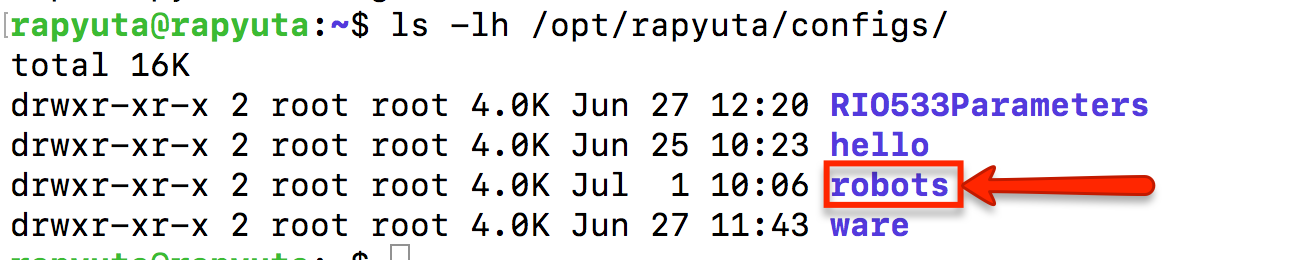 rapyuta@rapyuta:~$ ls -lh /opt/rapyuta/configs/
total 16K
drwxr-xr-x 2 root root 4.0K Jun 27 12:20 RIO533Parameters
drwxr-xr-x 2 root root 4.0K Jun 25 10:23 hello
drwxr-xr-x 2 root root 4.0K Jul  1 10:06 robots
drwxr-xr-x 2 root root 4.0K Jun 27 11:43 ware
rapyuta@rapyuta:~$